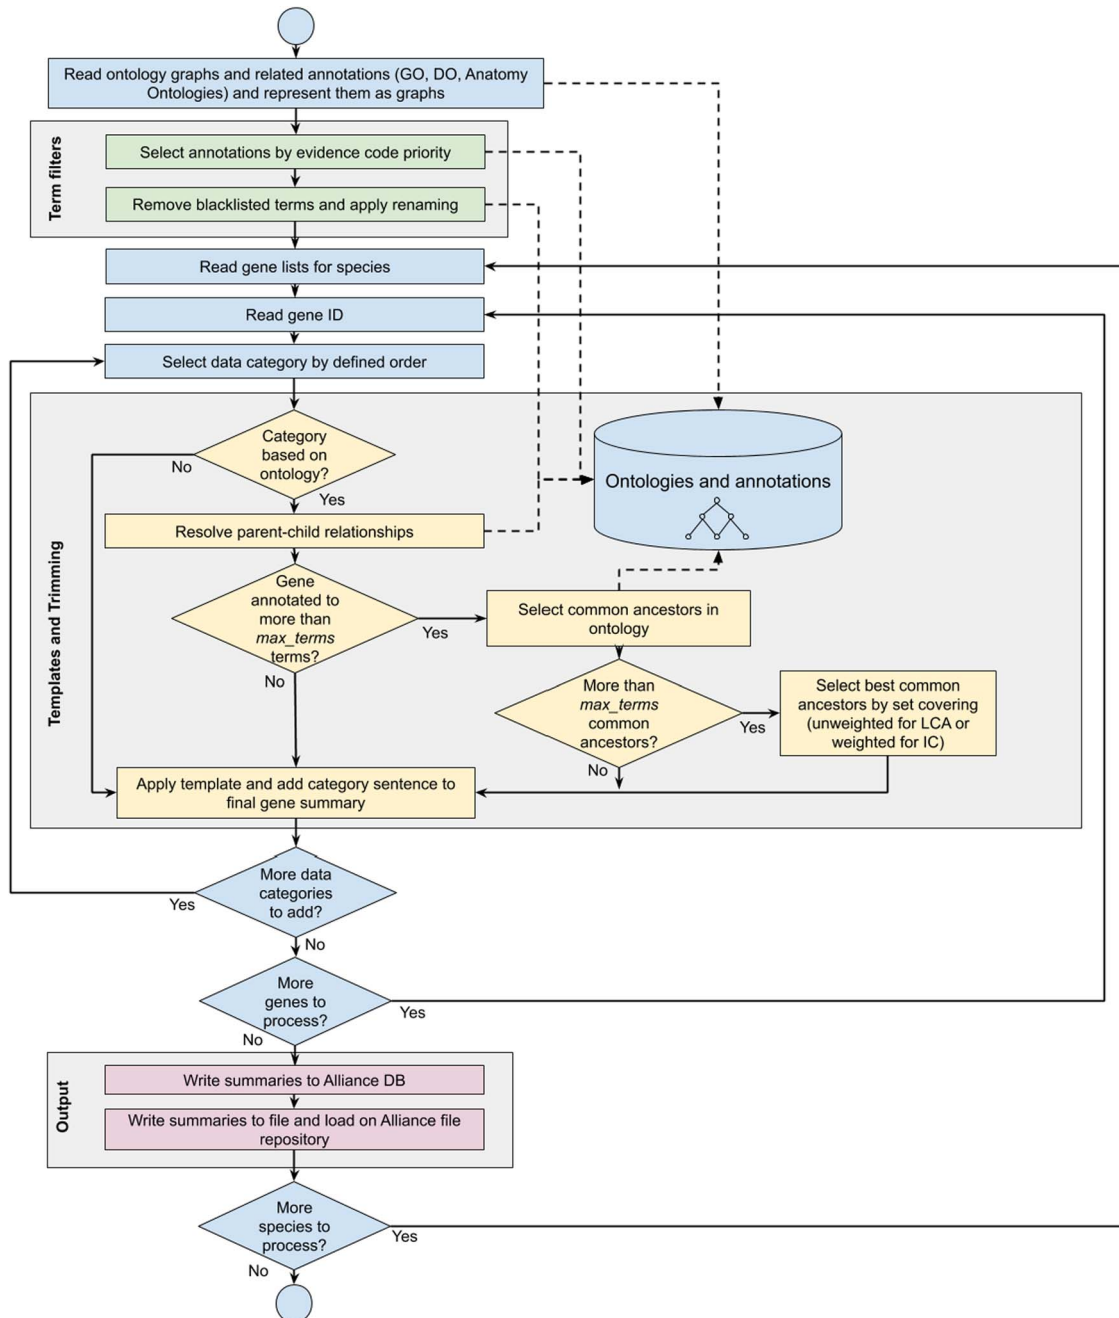 Read ontology graphs and related annotations (GO, DO, Anatomy
Ontologies) and represent them as graphs
Term filters
Select annotations by evidence code priority
Remove blacklisted terms and apply renaming
Read gene lists for species
Read gene ID
Select data category by defined order
Templates and Trimming
Category
based on
ontology?
No
Yes
Ontologies and annotations
Resolve parent-child relationships
Gene
annotated to
more than
max_terms
terms?
Yes
No
Select common ancestors in
ontology
More than
max_terms
common
ancestors?
Yes
No
Select best common
ancestors by set covering
(unweighted for LCA or
weighted for IC)
Apply template and add category sentence to
final gene summary
More data
categories
to add?
Yes
No
More
genes to
process?
Yes
No
Output
Write summaries to Alliance DB
Write summaries to file and load on Alliance file
repository
More
species to
process?
Yes
No